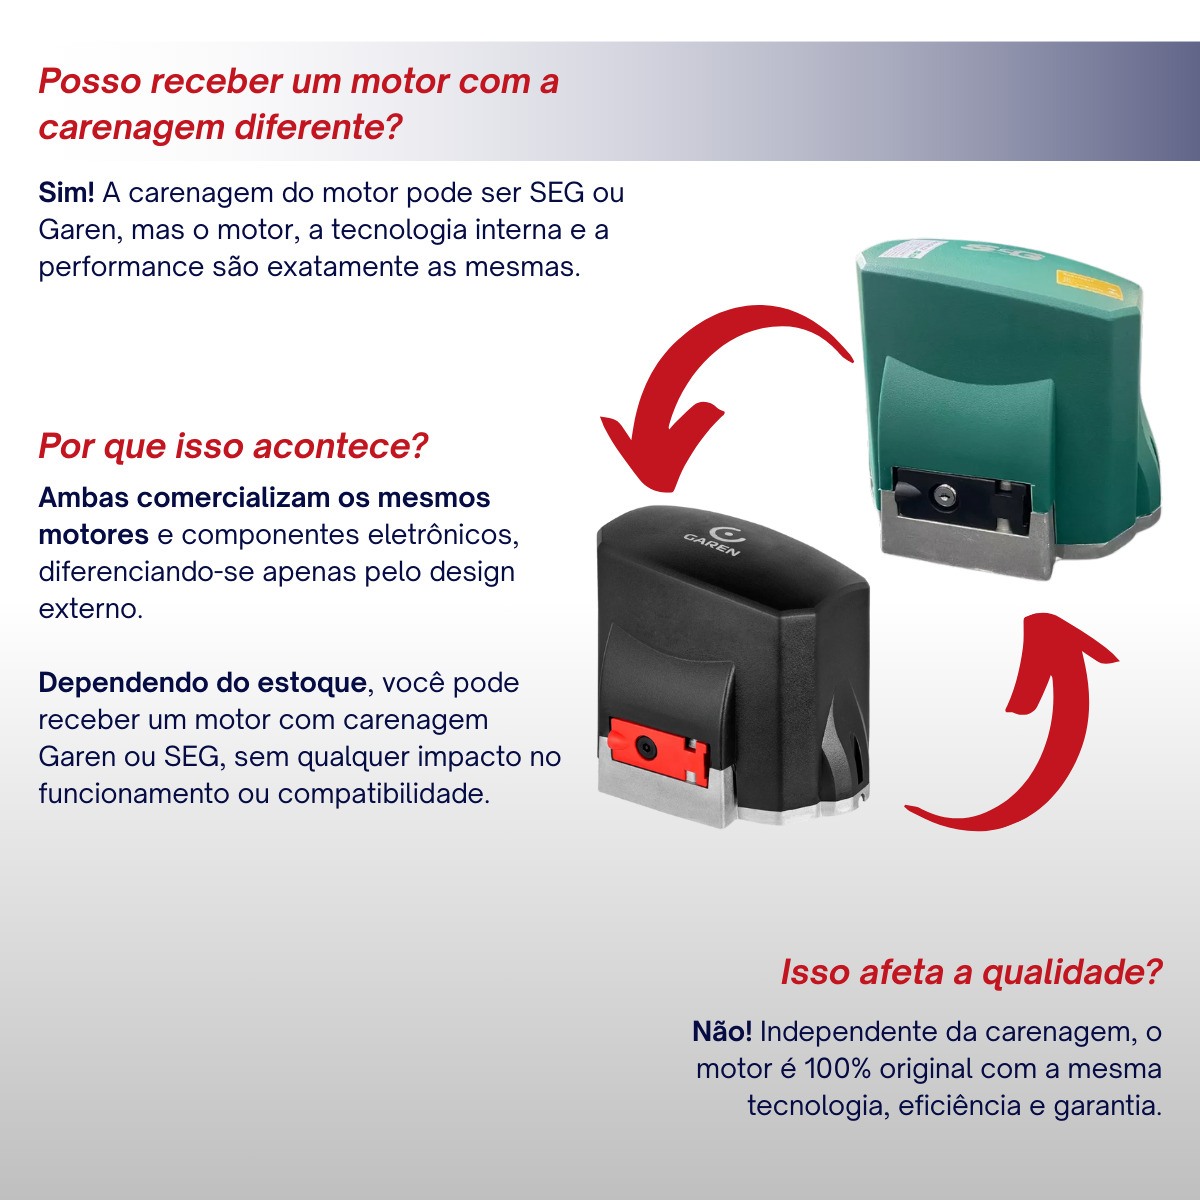 Posso receber um motor com a
carenagem diferente?
Sim! A carenagem do motor pode ser SEG ou
Garen, mas o motor, a tecnologia interna e a
performance são exatamente as mesmas.
SEG
Por que isso acontece?
Ambas comercializam os mesmos
motores e componentes eletrônicos,
diferenciando-se apenas pelo design
externo.
GAREN
Dependendo do estoque, você pode
receber um motor com carenagem
Garen ou SEG, sem qualquer impacto no
funcionamento ou compatibilidade.
Isso afeta a qualidade?
Não! Independente da carenagem, o
motor é 100% original com a mesma
tecnologia, eficiência e garantia.